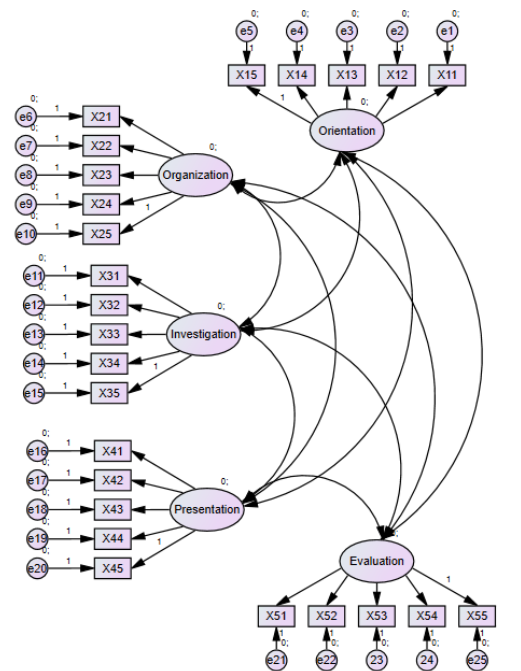 0; 0; 0; 0; 0;
e5 e4 e3 e2 e1
1 1 1 1 1
X15 X14 X13 X12 X11
1
0;
Orientation
0;
e6 1 X21
0;
e7 1 X22
0;
Organization
0;
e8 1 X23
0;
e9 1 X24
0;
1
e10 1 X25
0;
e11 1 X31
0;
e12 1 X32
0;
Investigation
0;
e13 1 X33
0;
e14 1 X34
0;
1
e15 1 X35
0;
e16 1 X41
0;
e17 1 X42
0;
Presentation
0;
e18 1 X43
0;
e19 1 X44
0;
1
e20 1 X45
Evaluation
1
X51 X52 X53 X54 X55
1 1 1 1 1
0; 0; 0; 0; 0;
e21 e22 23 24 e25